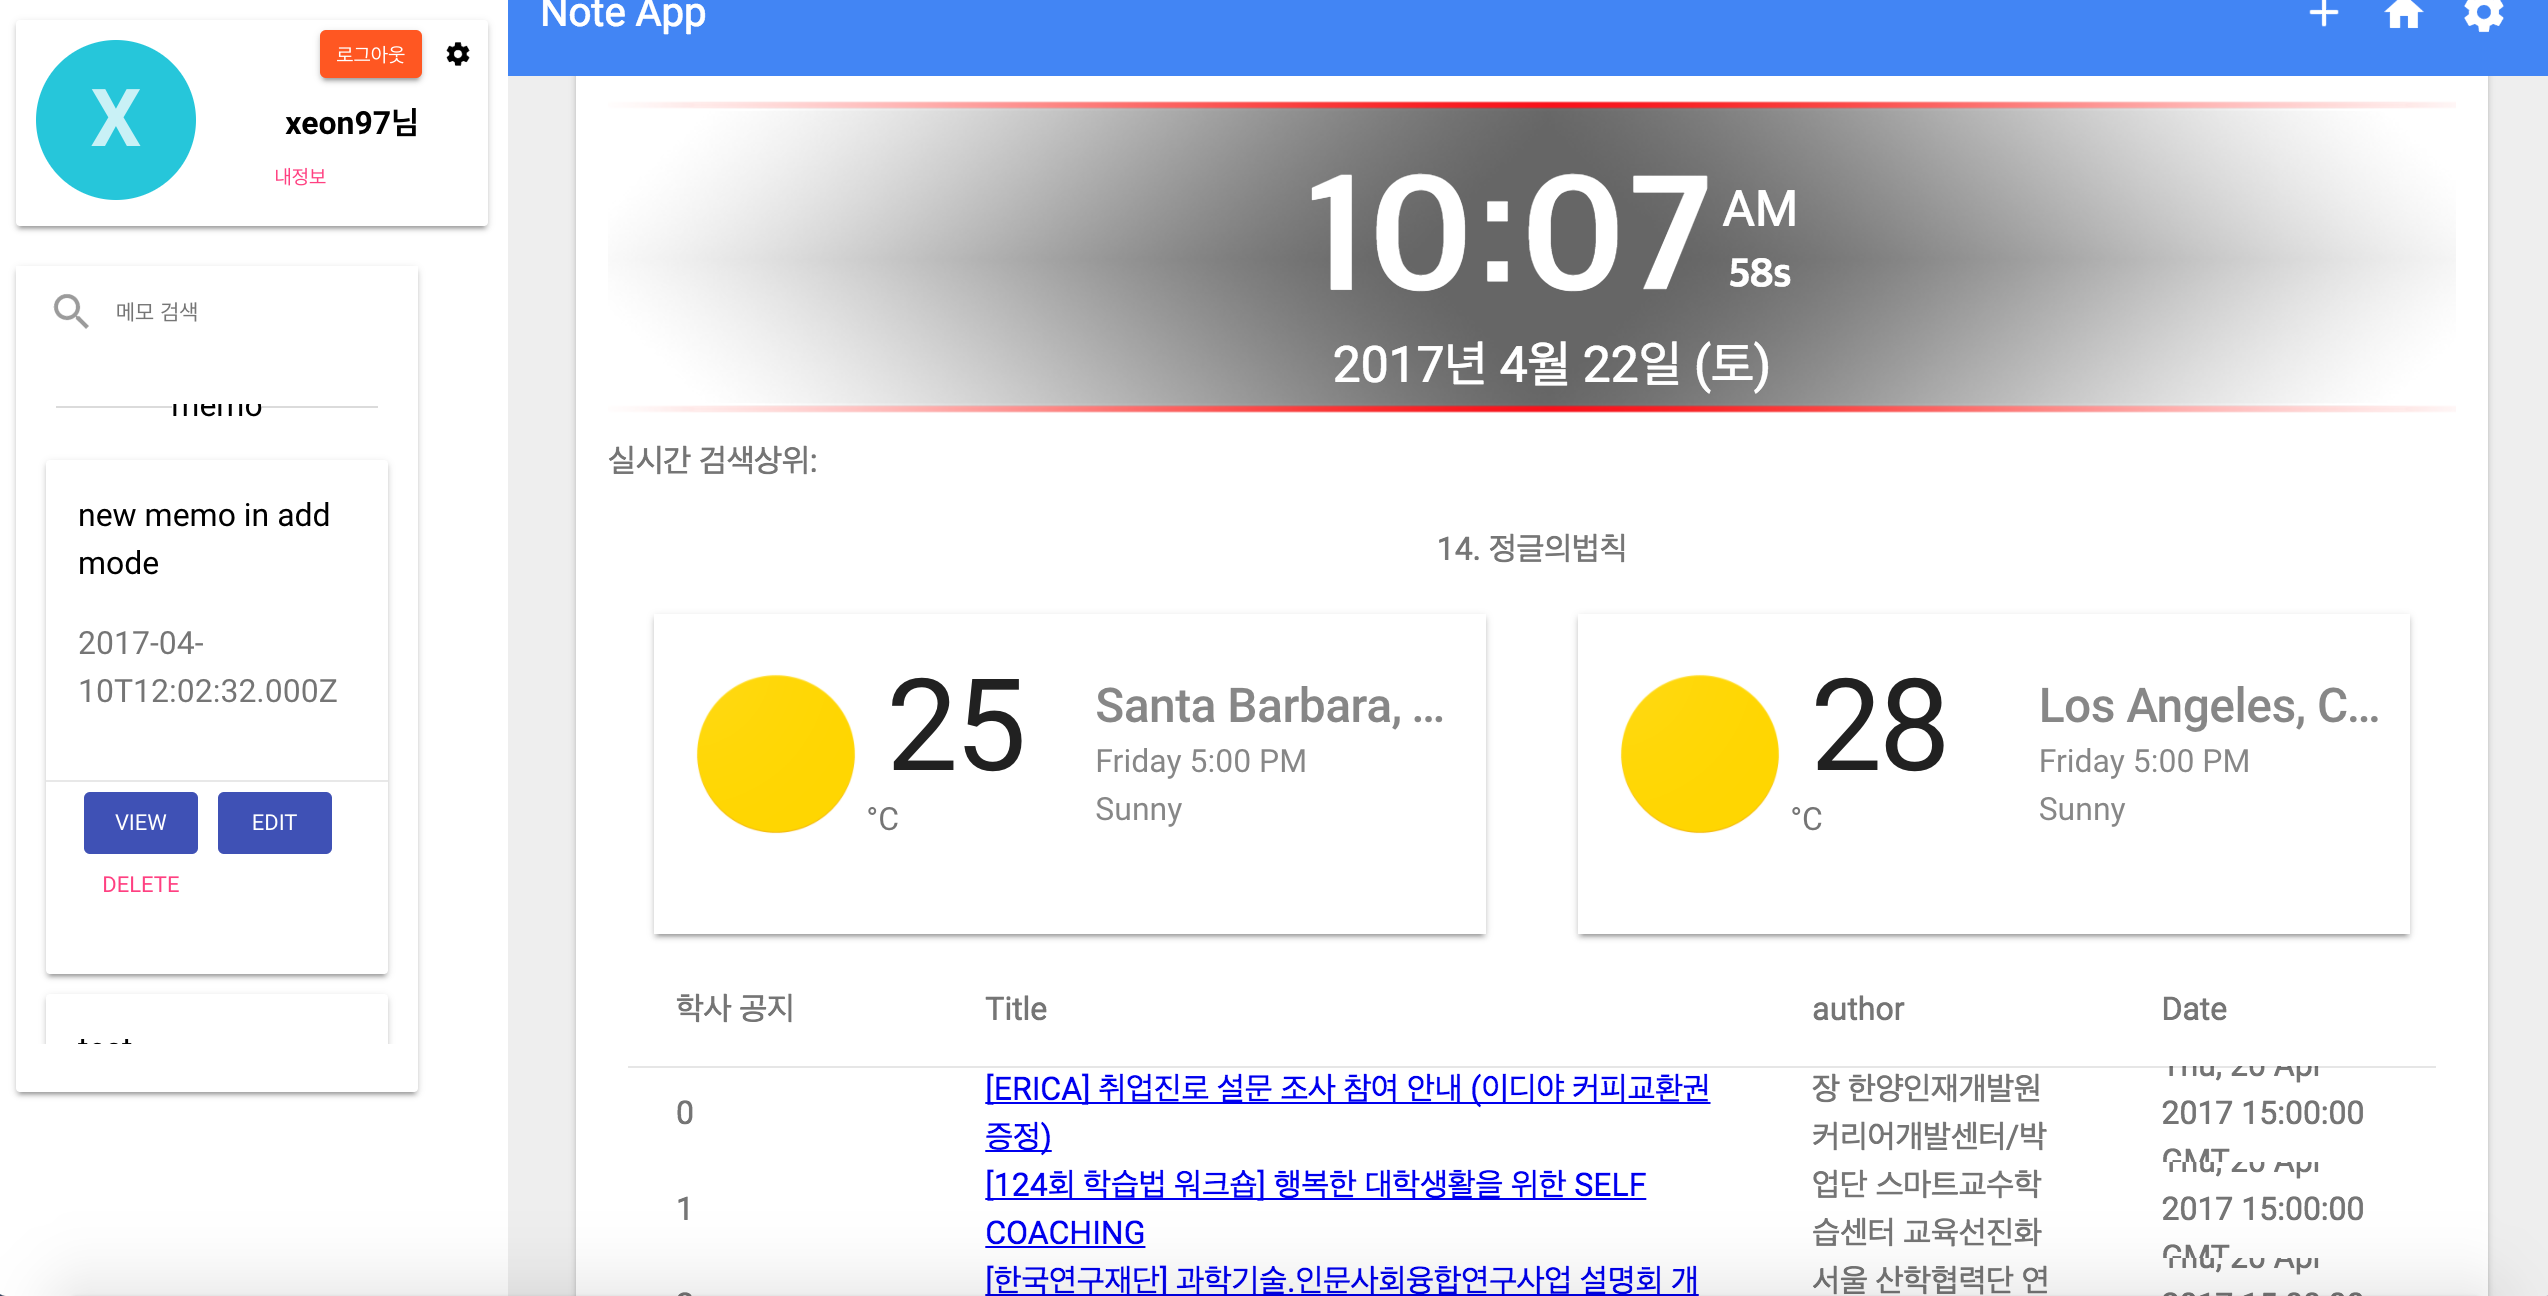 X
로그아웃
xeon97님
내정보
메모 검색
memo
new memo in add
mode
2017-04-
10T12:02:32.000Z
VIEW
EDIT
DELETE
test
Note App
10:07
AM
58s
2017년 4월 22일 (토)
실시간 검색상위:
14. 정글의법칙
25
°C
Santa Barbara, ...
Friday 5:00 PM
Sunny
28
°C
Los Angeles, C...
Friday 5:00 PM
Sunny
학사 공지 Title author Date
0
[ERICA] 취업진로 설문 조사 참여 안내 (이디야 커피교환권
증정)
장 한양인재개발원
커리어개발센터/박
2017 15:00:00
GMT
1
[124회 학습법 워크숍] 행복한 대학생활을 위한 SELF
COACHING
업단 스마트교수학
습센터 교육선진화
2017 15:00:00
GMT
[한국연구재단] 과학기술.인문사회융합연구사업 설명회 개
서울 산학협력단 연